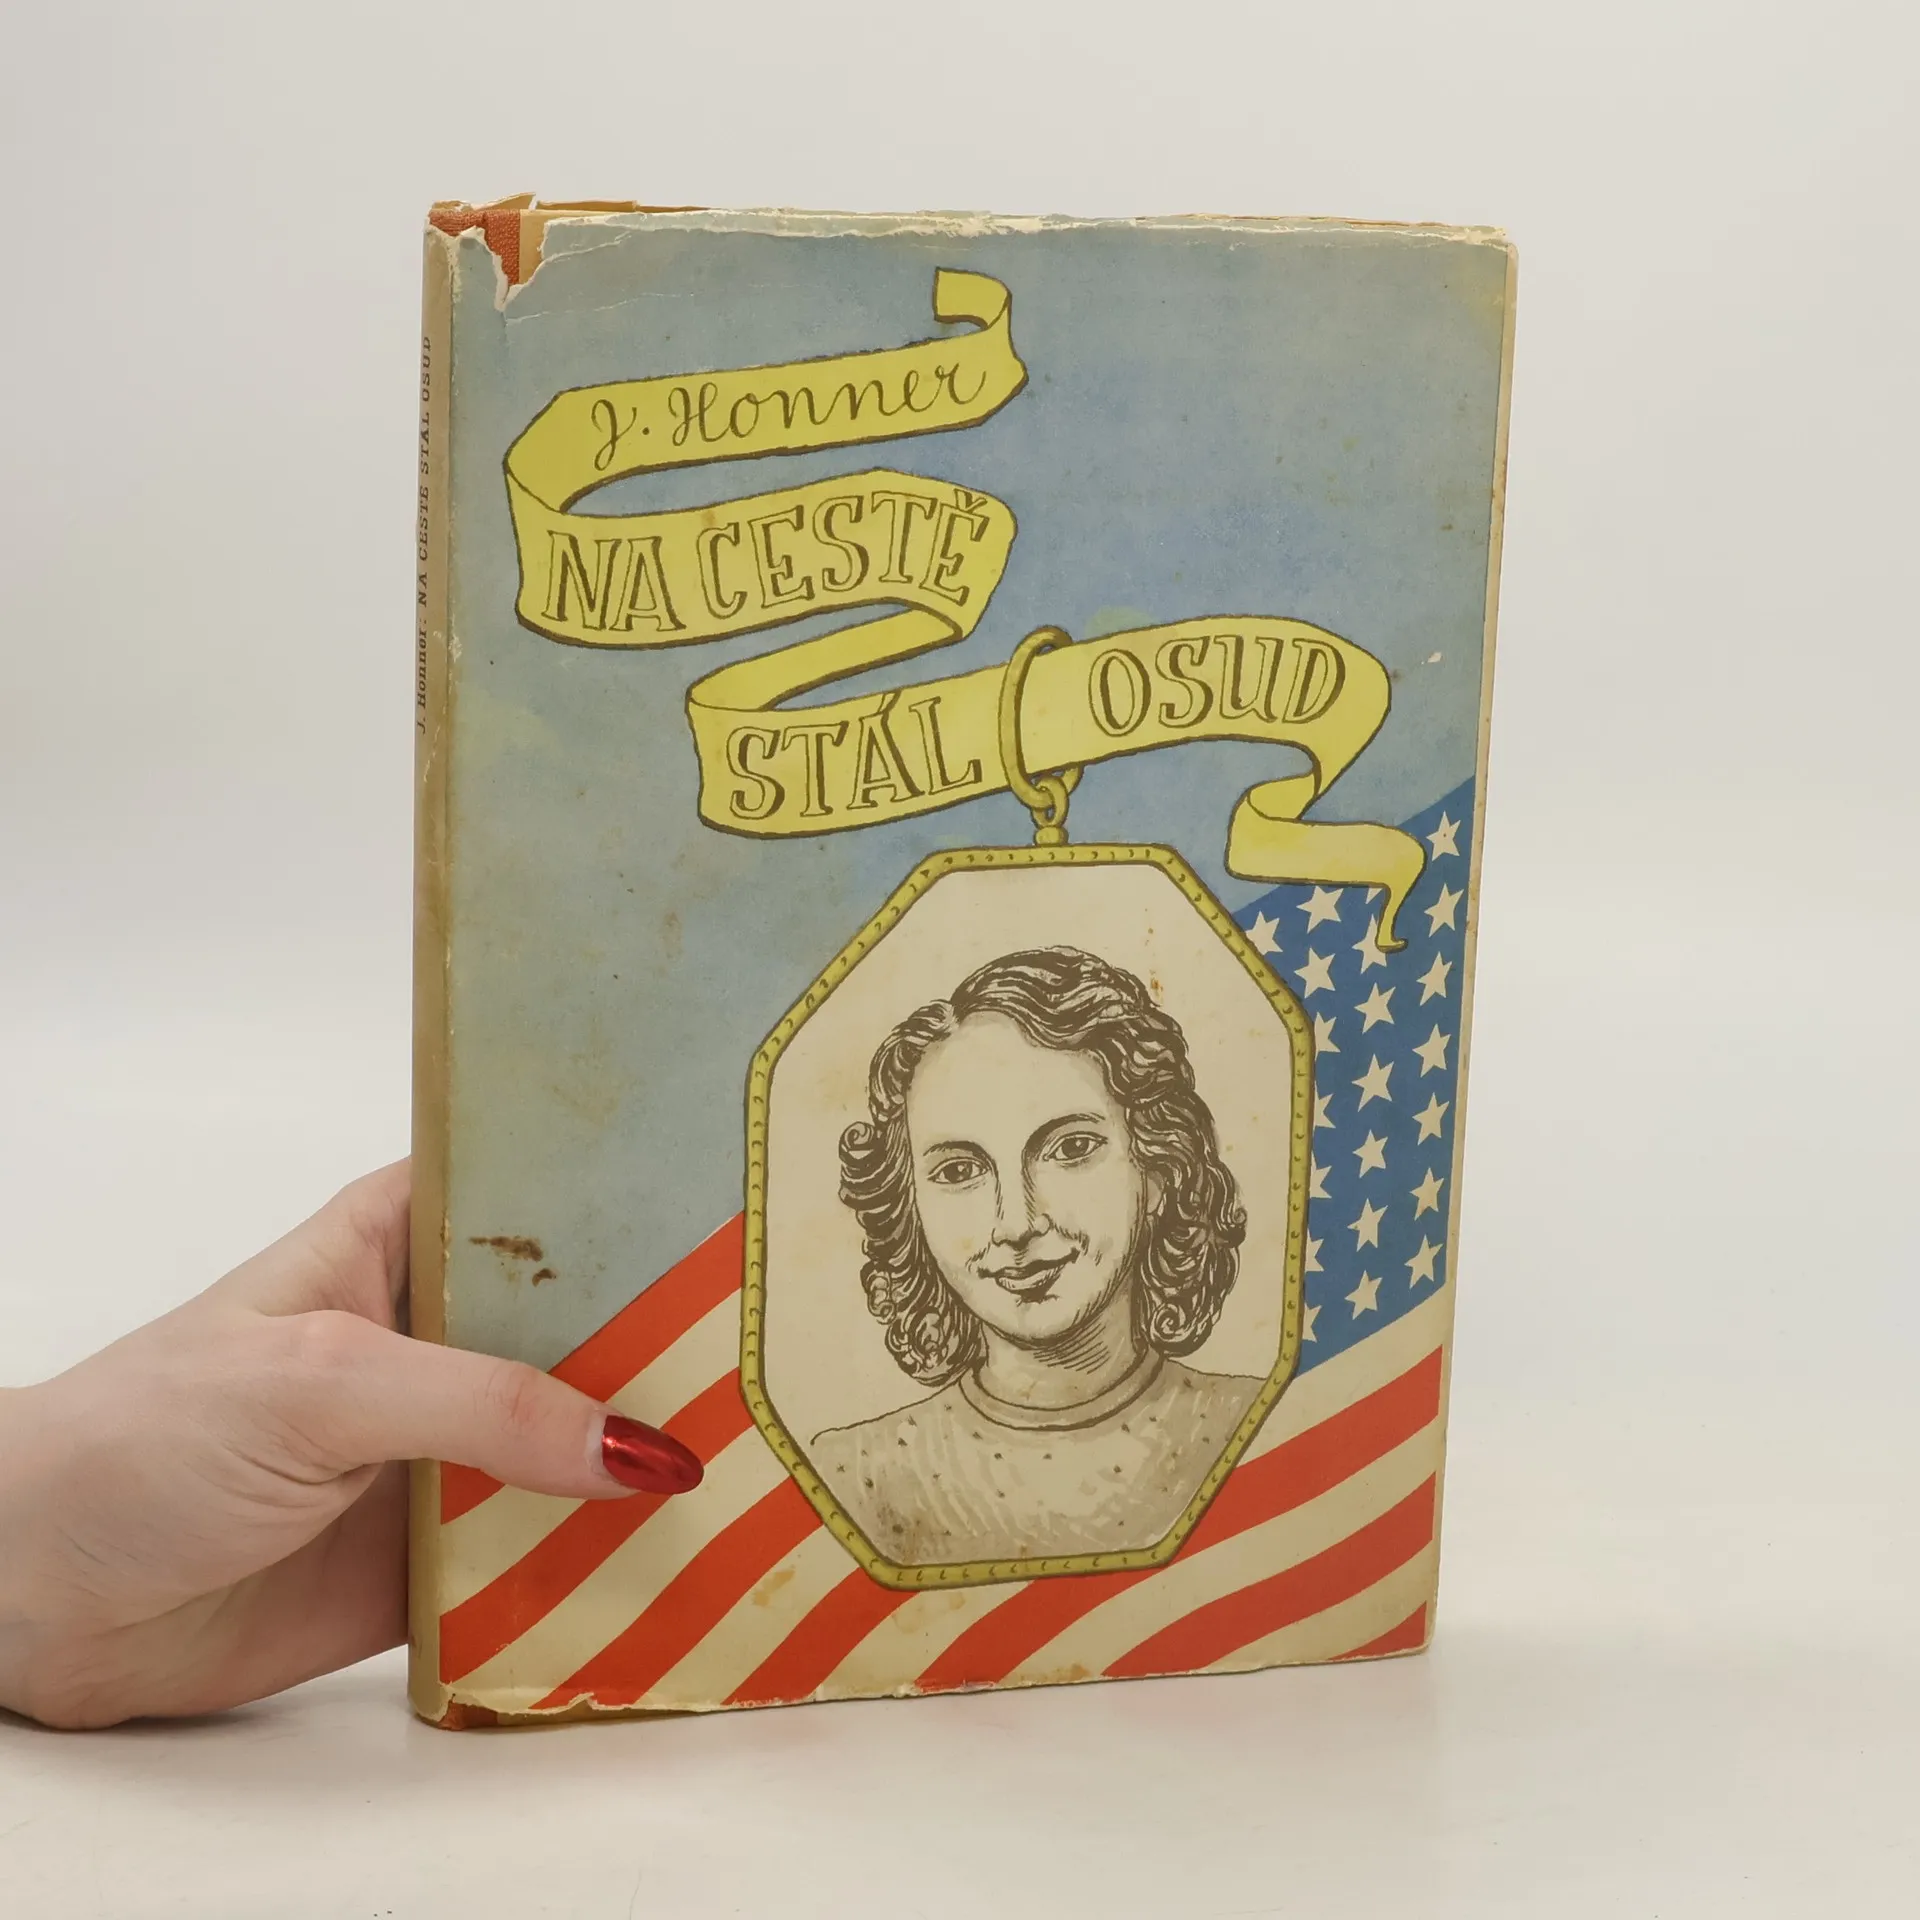 J. Honner
NA CESTĚ
STÁL OSUD
J. Honner: NA CESTĚ STÁL OSUD